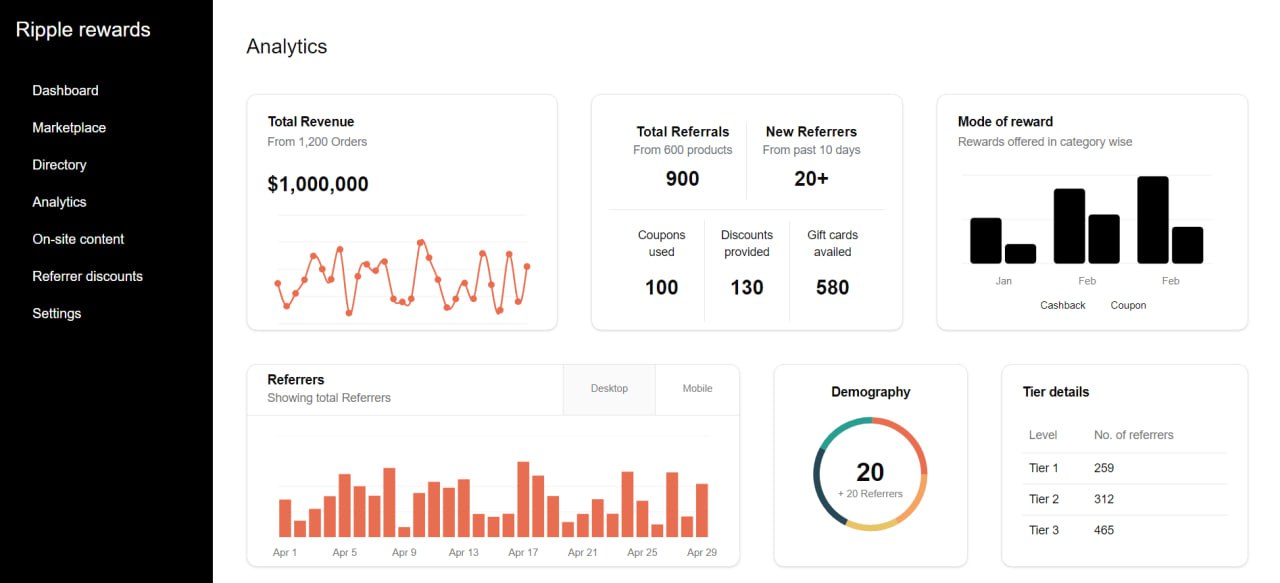 Ripple rewards
Dashboard
Marketplace
Directory
Analytics
On-site content
Referrer discounts
Settings
Analytics
Total Revenue
From 1,200 Orders
$1,000,000
Total Referrals
From 600 products
900
New Referrers
From past 10 days
20+
Coupons
used
100
Discounts
provided
130
Gift cards
availed
580
Mode of reward
Rewards offered in category wise
Jan Feb Feb
Cashback Coupon
Referrers
Showing total Referrers
Desktop Mobile
Apr 1 Apr 5 Apr 9 Apr 13 Apr 17 Apr 21 Apr 25 Apr 29
Demography
20
+ 20 Referrers
Tier details
Level No. of referrers
Tier 1 259
Tier 2 312
Tier 3 465